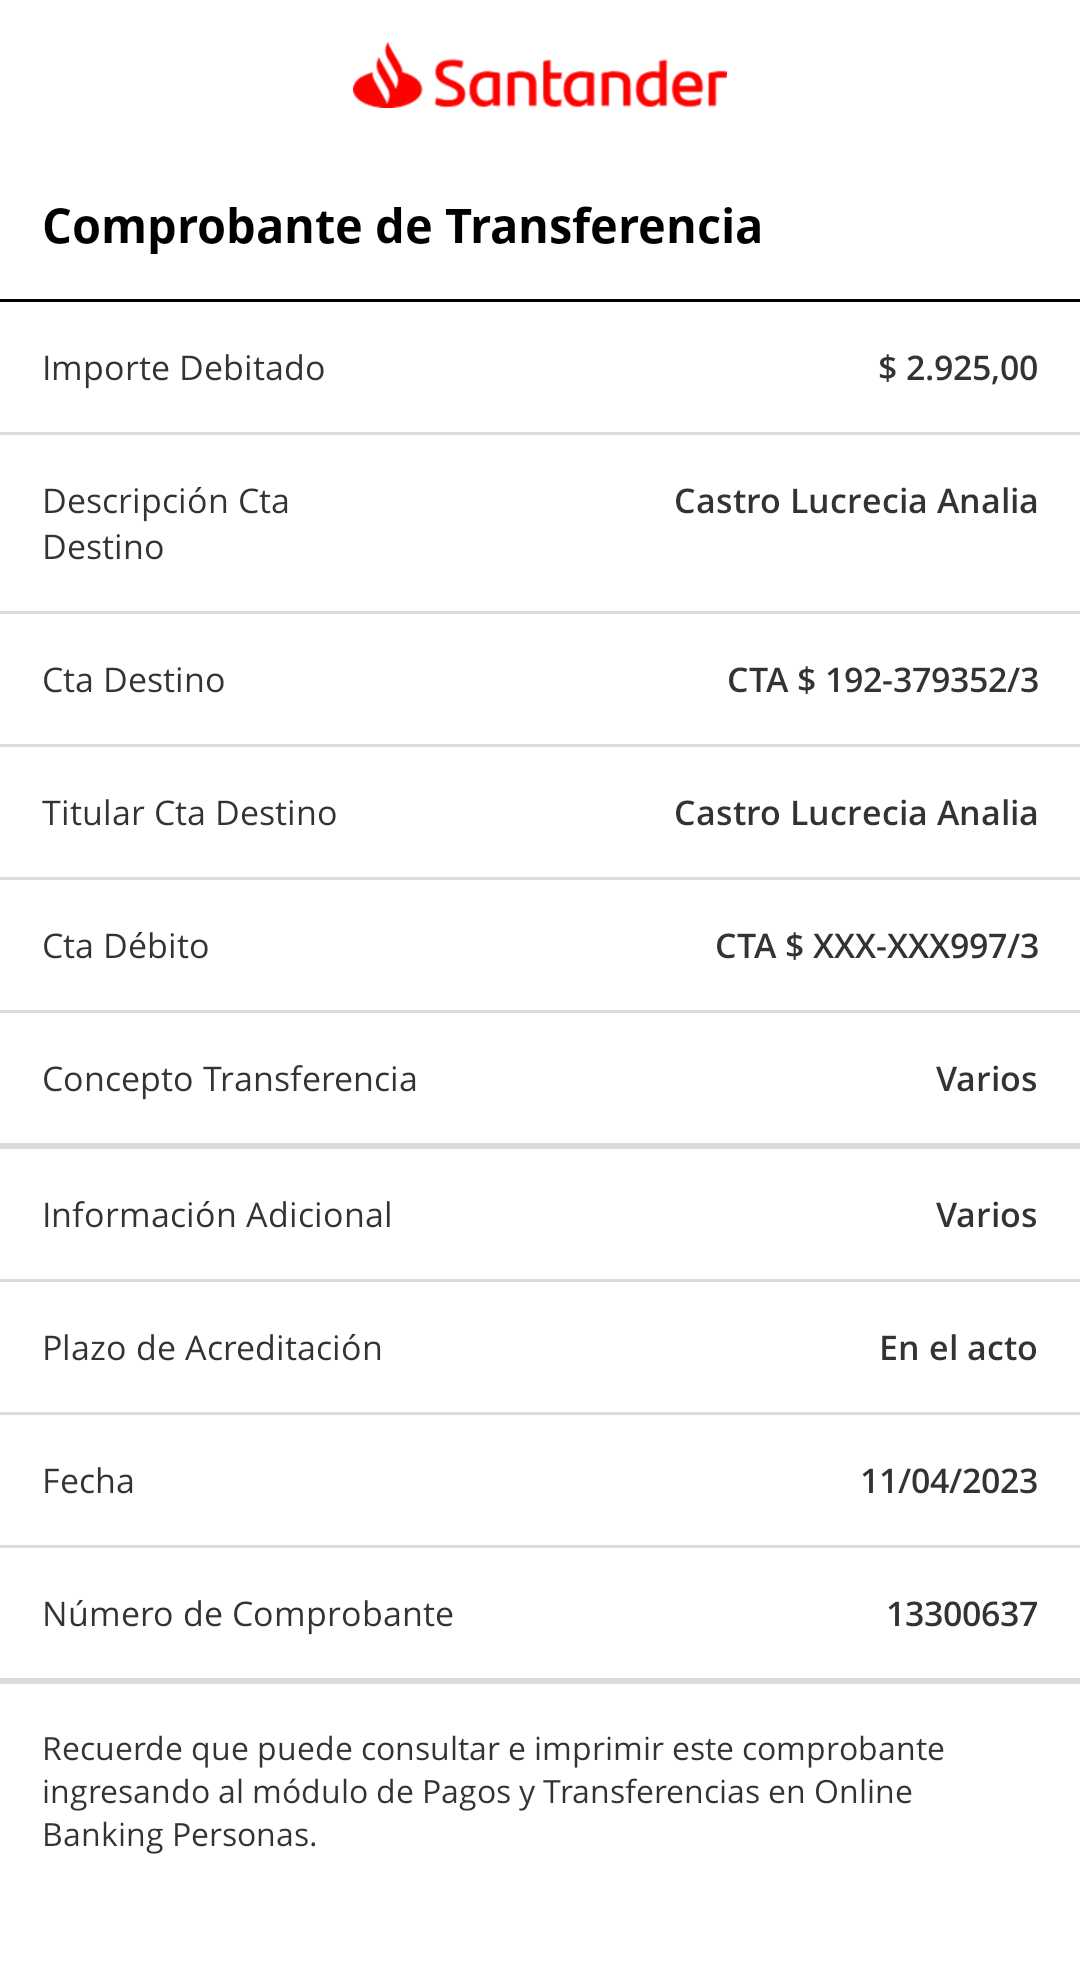 Santander
Comprobante de Transferencia
Importe Debitado $ 2.925,00
Descripción Cta Castro Lucrecia Analia
Destino
Cta Destino CTA $ 192-379352/3
Titular Cta Destino Castro Lucrecia Analia
Cta Débito CTA $ XXX-XXX997/3
Concepto Transferencia Varios
Información Adicional Varios
Plazo de Acreditación En el acto
Fecha 11/04/2023
Número de Comprobante 13300637
Recuerde que puede consultar e imprimir este comprobante
ingresando al módulo de Pagos y Transferencias en Online
Banking Personas.